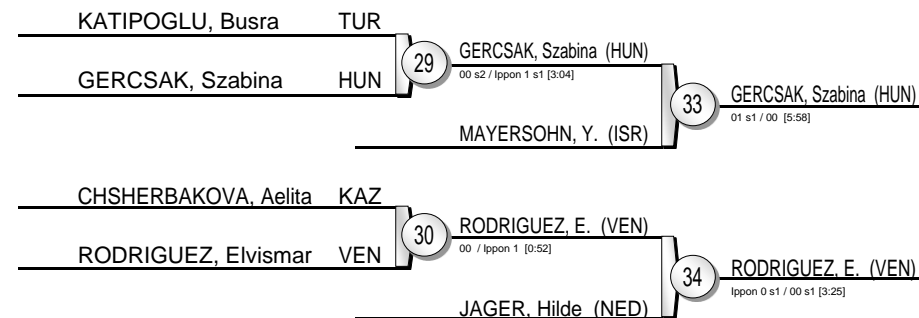 KATIPOGLU, Busra TUR
29
GERCSAK, Szabina (HUN)
00 s2 / Ippon 1 s1 [3:04]
GERCSAK, Szabina HUN
33
GERCSAK, Szabina (HUN)
01 s1 / 00 [5:58]
MAYERSOHN, Y. (ISR)
CHSHERBAKOVA, Aelita KAZ
30
RODRIGUEZ, E. (VEN)
00 / Ippon 1 [0:52]
RODRIGUEZ, Elvismar VEN
34
RODRIGUEZ, E. (VEN)
Ippon 0 s1 / 00 s1 [3:25]
JAGER, Hilde (NED)